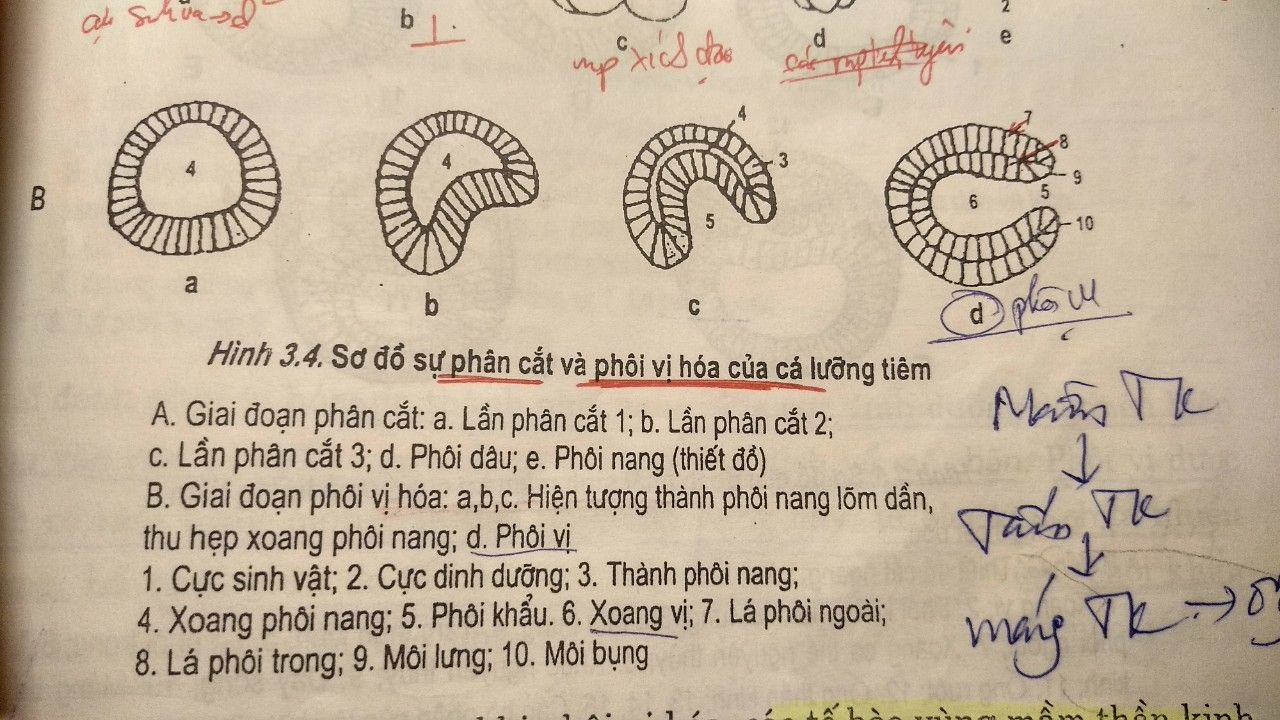 b
2
1.
c
d
e
mp xích đạo
4
4
4
3
5
7
8
9
5
6
10
B
a
b
c
d
phôi vị
Hình 3.4. Sơ đồ sự phân cắt và phôi vị hóa của cá lưỡng tiêm
A. Giai đoạn phân cắt: a. Lần phân cắt 1; b. Lần phân cắt 2;
c. Lần phân cắt 3; d. Phôi dâu; e. Phôi nang (thiết đồ)
B. Giai đoạn phôi vị hóa: a,b,c. Hiện tượng thành phôi nang lõm dần,
thu hẹp xoang phôi nang; d. Phôi vị
1. Cực sinh vật; 2. Cực dinh dưỡng; 3. Thành phôi nang;
4. Xoang phôi nang; 5. Phôi khẩu. 6. Xoang vị; 7. Lá phôi ngoài;
8. Lá phôi trong; 9. Môi lưng; 10. Môi bụng
TK
↓
Tấm TK
↓
máng TK →
tế bào vùng mầm thần kinh